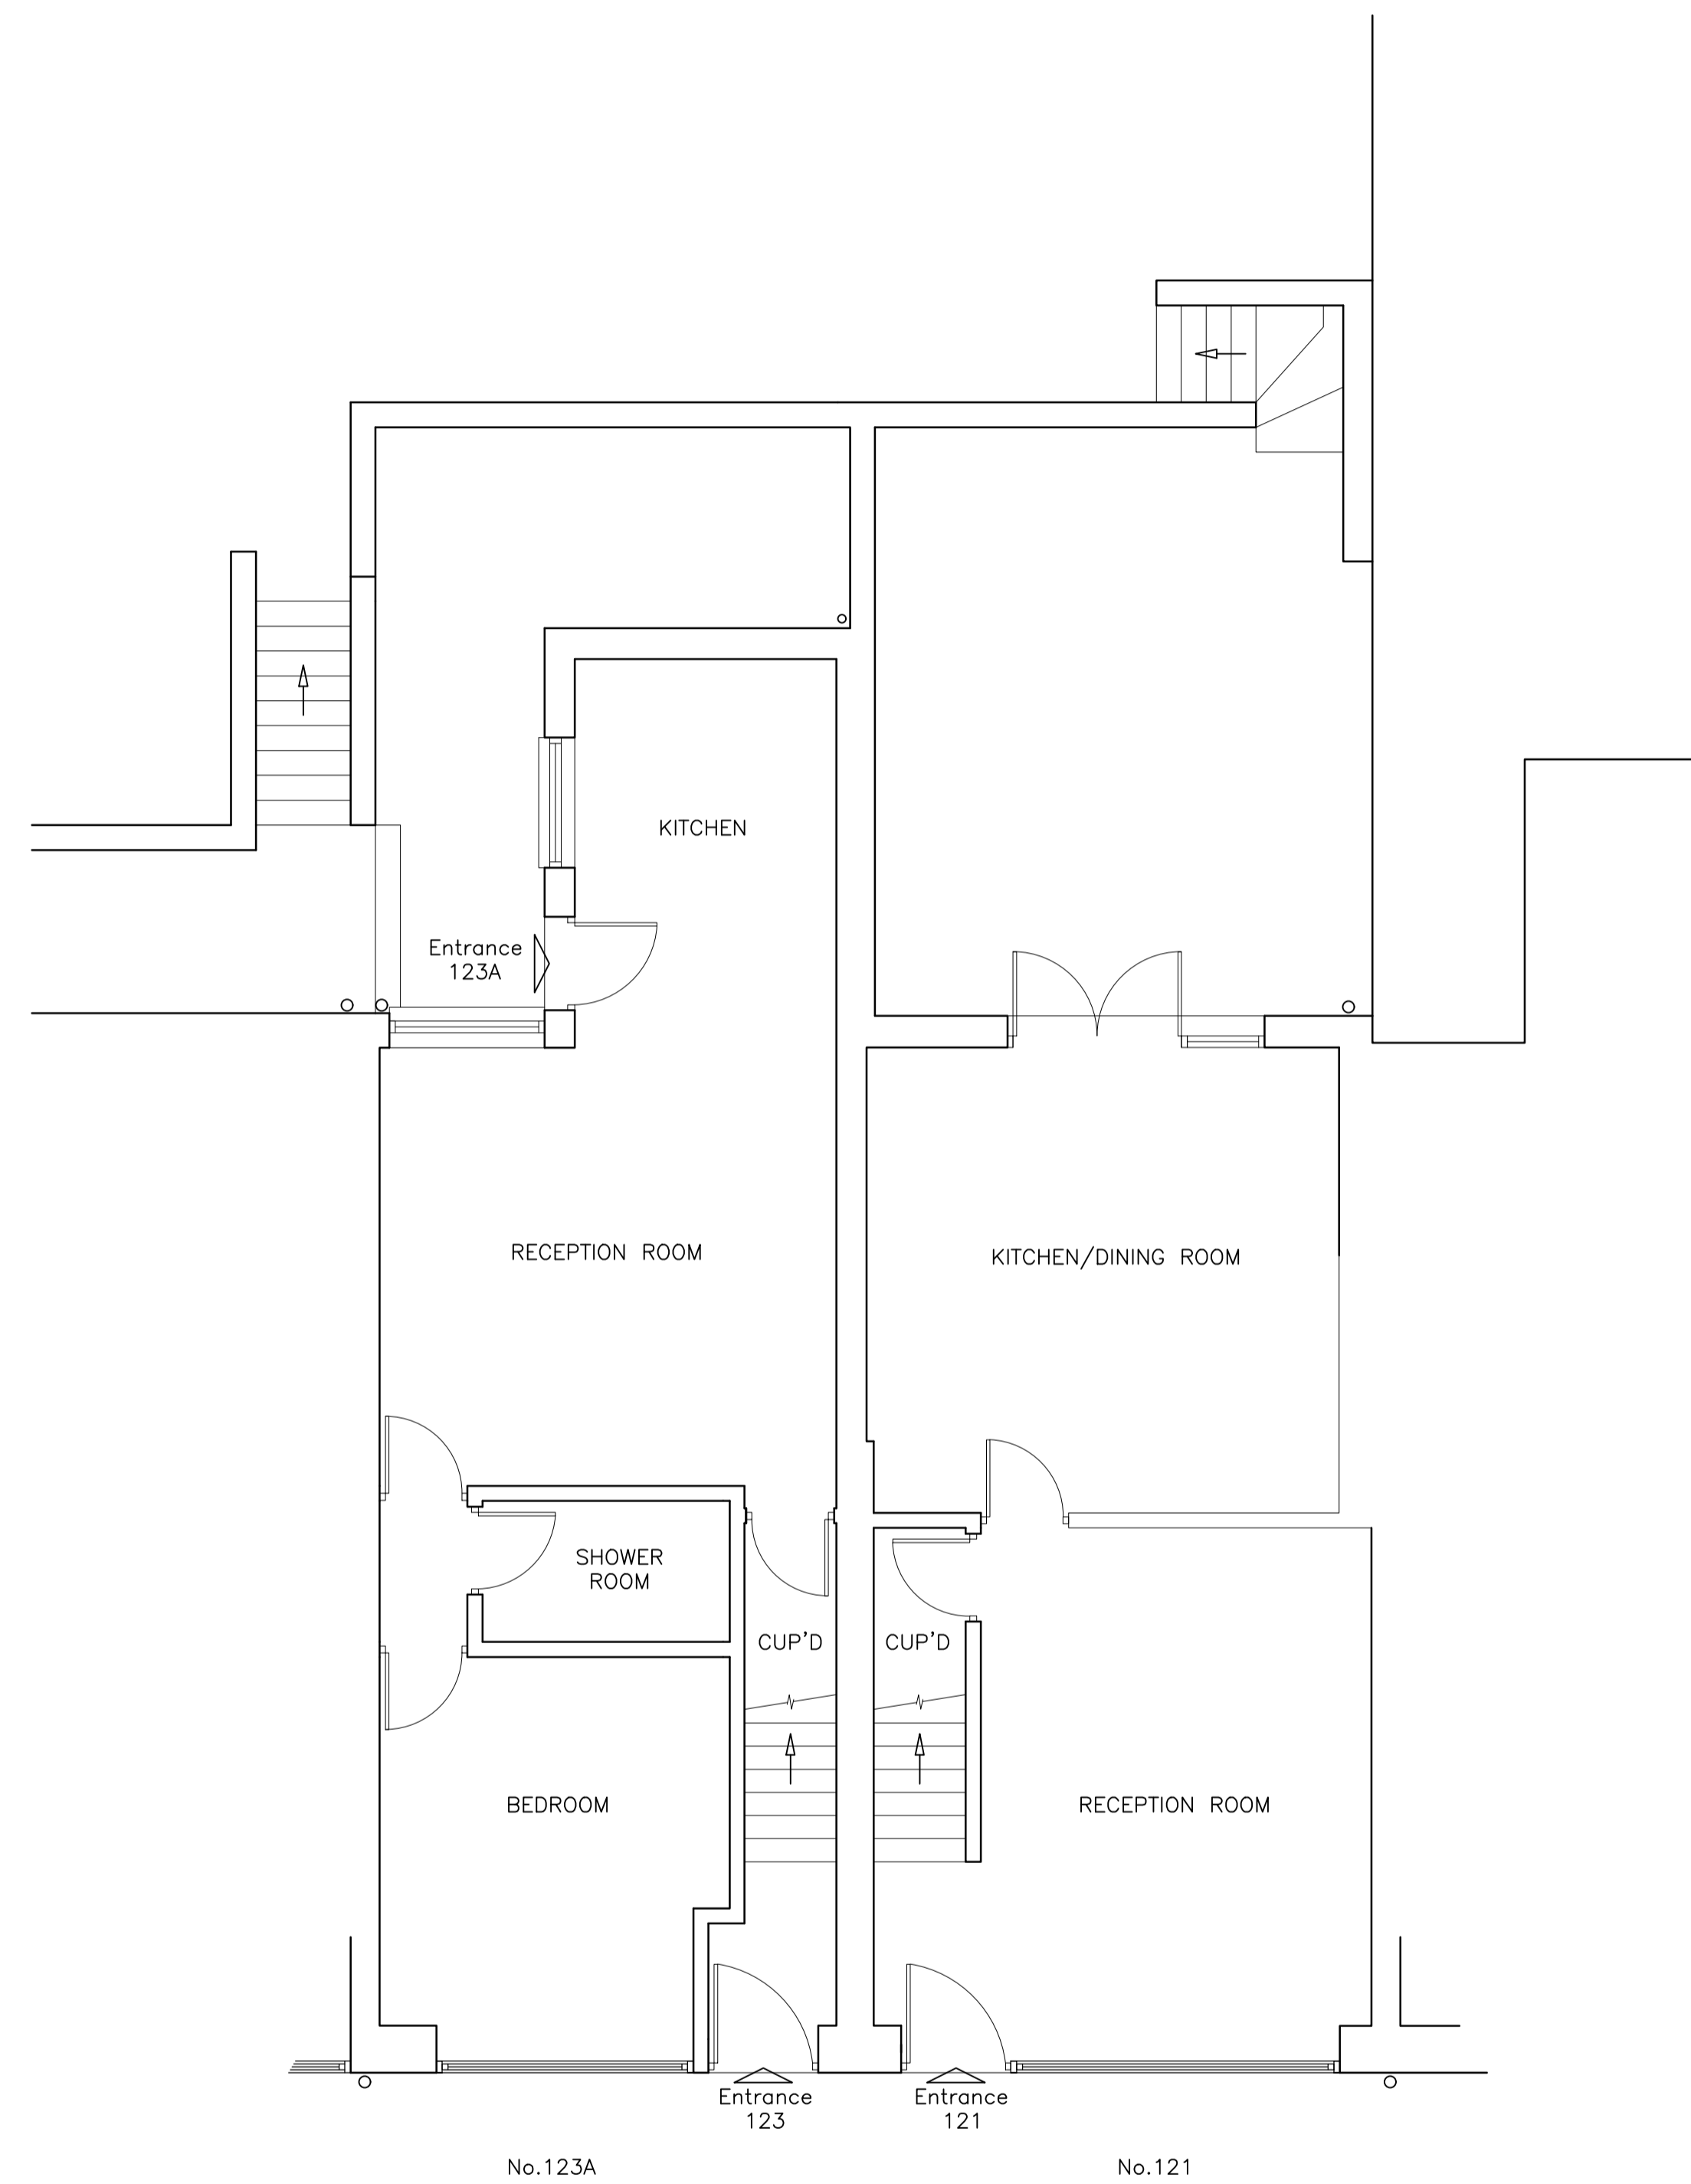 KITCHEN
Entrance
123A
RECEPTION ROOM
KITCHEN/DINING ROOM
SHOWER
ROOM
CUP'D
CUP'D
BEDROOM
RECEPTION ROOM
Entrance
123
Entrance
121
No.123A
No.121